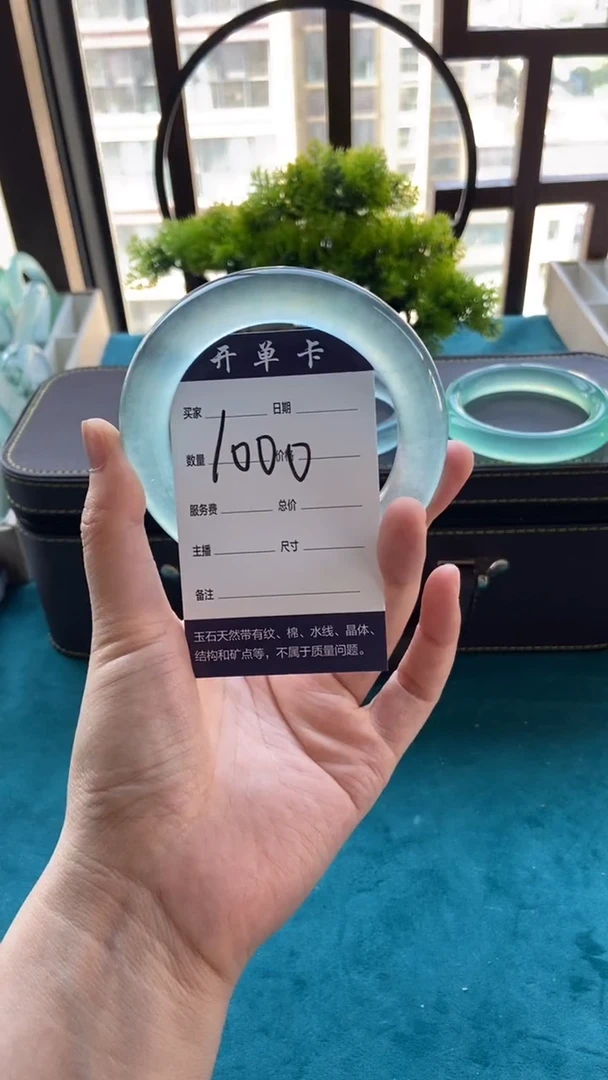 开单卡
买家 日期
数量 1000 价格
服务费 总价
主播 尺寸
备注
玉石天然带有纹、棉、水线、晶体、
结构和矿点等，不属于质量问题。